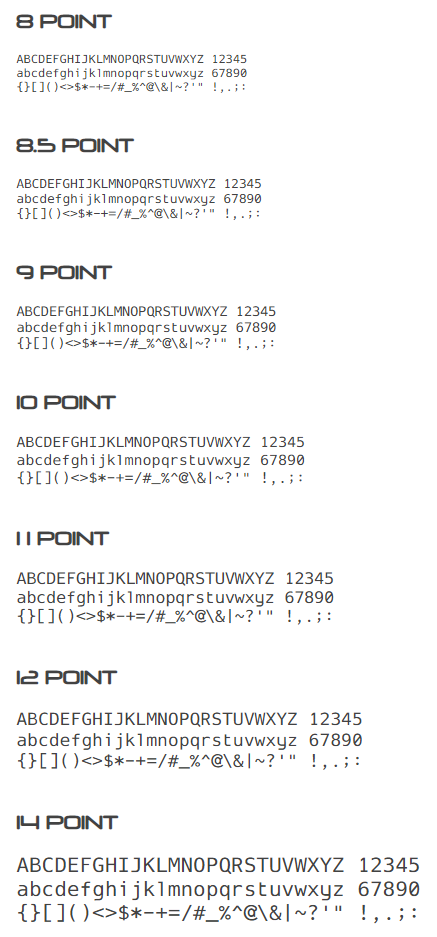 8 POINT
ABCDEFGHIJKLMNOPQRSTUVWXYZ 12345
abcdefghijklmnopqrstuvwxyz 67890
{}[]()<>$*-+=/#_%^@\&|~?'" !,.;:
8.5 POINT
ABCDEFGHIJKLMNOPQRSTUVWXYZ 12345
abcdefghijklmnopqrstuvwxyz 67890
{}[]()<>$*-+=/#_%^@\&|~?'" !,.;:
9 POINT
ABCDEFGHIJKLMNOPQRSTUVWXYZ 12345
abcdefghijklmnopqrstuvwxyz 67890
{}[]()<>$*-+=/#_%^@\&|~?'" !,.;:
10 POINT
ABCDEFGHIJKLMNOPQRSTUVWXYZ 12345
abcdefghijklmnopqrstuvwxyz 67890
{}[]()<>$*-+=/#_%^@\&|~?'" !,.;:
11 POINT
ABCDEFGHIJKLMNOPQRSTUVWXYZ 12345
abcdefghijklmnopqrstuvwxyz 67890
{}[]()<>$*-+=/#_%^@\&|~?'" !,.;:
12 POINT
ABCDEFGHIJKLMNOPQRSTUVWXYZ 12345
abcdefghijklmnopqrstuvwxyz 67890
{}[]()<>$*-+=/#_%^@\&|~?'" !,.;:
14 POINT
ABCDEFGHIJKLMNOPQRSTUVWXYZ 12345
abcdefghijklmnopqrstuvwxyz 67890
{}[]()<>$*-+=/#_%^@\&|~?'" !,.;: